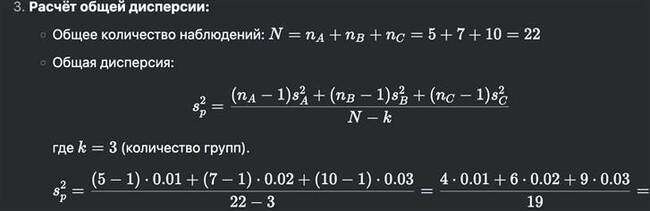 3. Расчёт общей дисперсии:
◦ Общее количество наблюдений: N = n_A + n_B + n_C = 5 + 7 + 10 = 22
◦ Общая дисперсия:
s_p^2 = \frac{(n_A − 1)s_A^2 + (n_B − 1)s_B^2 + (n_C − 1)s_C^2}{N − k}
где k = 3 (количество групп).
s_p^2 = \frac{(5 − 1) · 0.01 + (7 − 1) · 0.02 + (10 − 1) · 0.03}{22 − 3} = \frac{4 · 0.01 + 6 · 0.02 + 9 · 0.03}{19} =